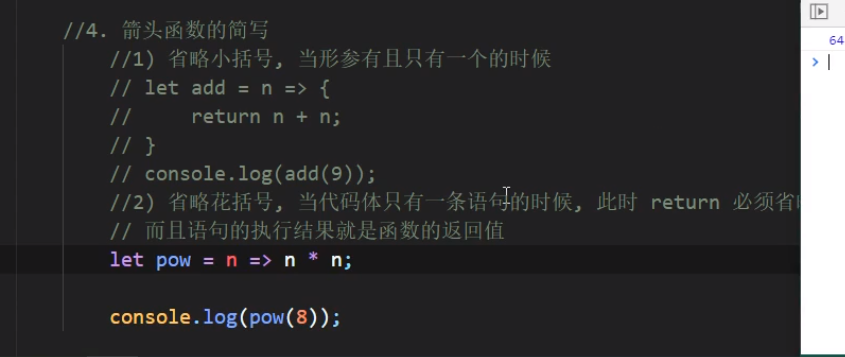 //4. 箭头函数的简写
//1) 省略小括号, 当形参有且只有一个的时候
// let add = n => {
//     return n + n;
// }
// console.log(add(9));
//2) 省略花括号, 当代码体只有一条语句的时候, 此时 return 必须省
// 而且语句的执行结果就是函数的返回值
let pow = n => n * n;
console.log(pow(8));
64
>